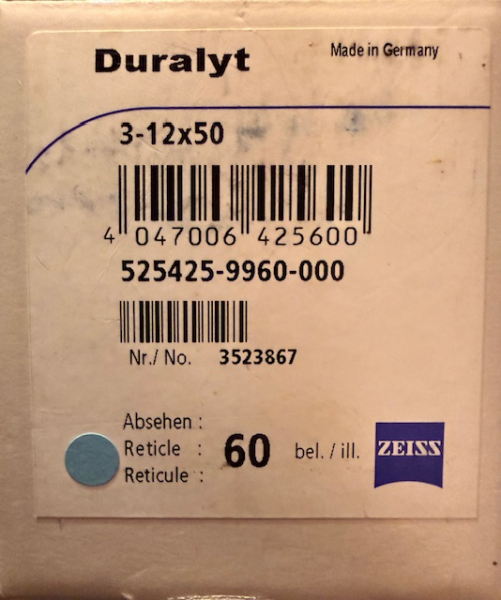 Duralyt
Made in Germany
3-12x50
4 047006 425600
525425-9960-000
Nr./ No. 3523867
Absehen :
Reticle : 60 bel. / ill.
Reticule :
ZEISS